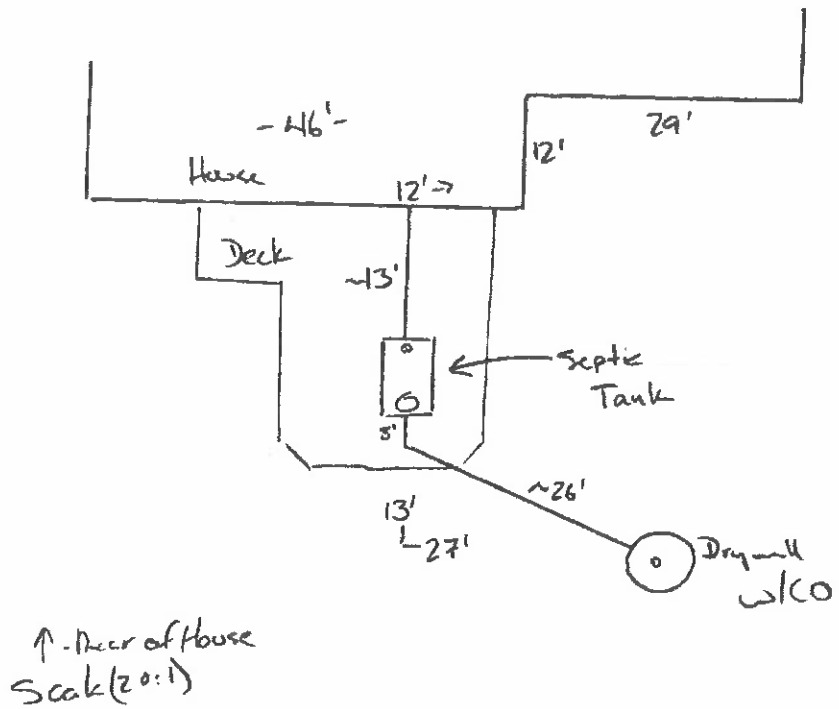 - 46' -
29'
12'
House
12' →
Deck
~13'
Septic
Tank
~26'
13'
27'
Drywell
w/CO
↑ - Rear of House
Scale (20:1)